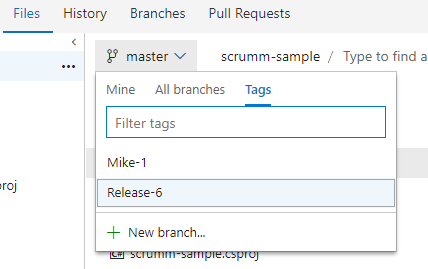 Files History Branches Pull Requests
master scrumm-sample / Type to find a
Mine All branches Tags
Filter tags
Mike-1
proj Release-6
New branch...
C# scrumm-sample.csproj